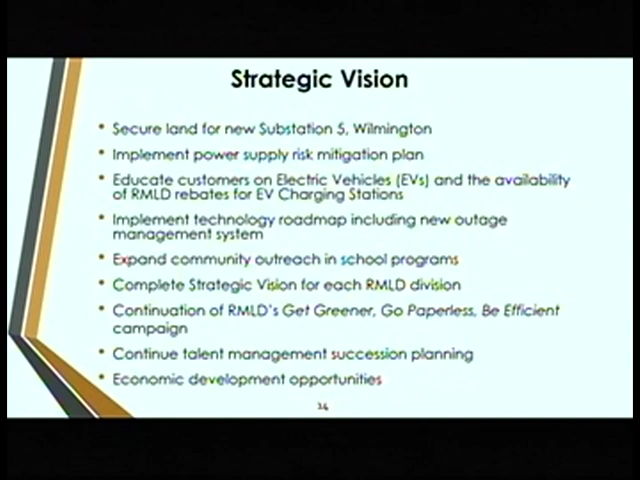 Strategic Vision
• Secure land for new Substation 5, Wilmington
• Implement power supply risk mitigation plan
• Educate customers on Electric Vehicles (EVs) and the availability
of RMLD rebates for EV Charging Stations
• Implement technology roadmap including new outage
management system
• Expand community outreach in school programs
• Complete Strategic Vision for each RMLD division
• Continuation of RMLD's Get Greener, Go Paperless, Be Efficient
campaign
• Continue talent management succession planning
• Economic development opportunities